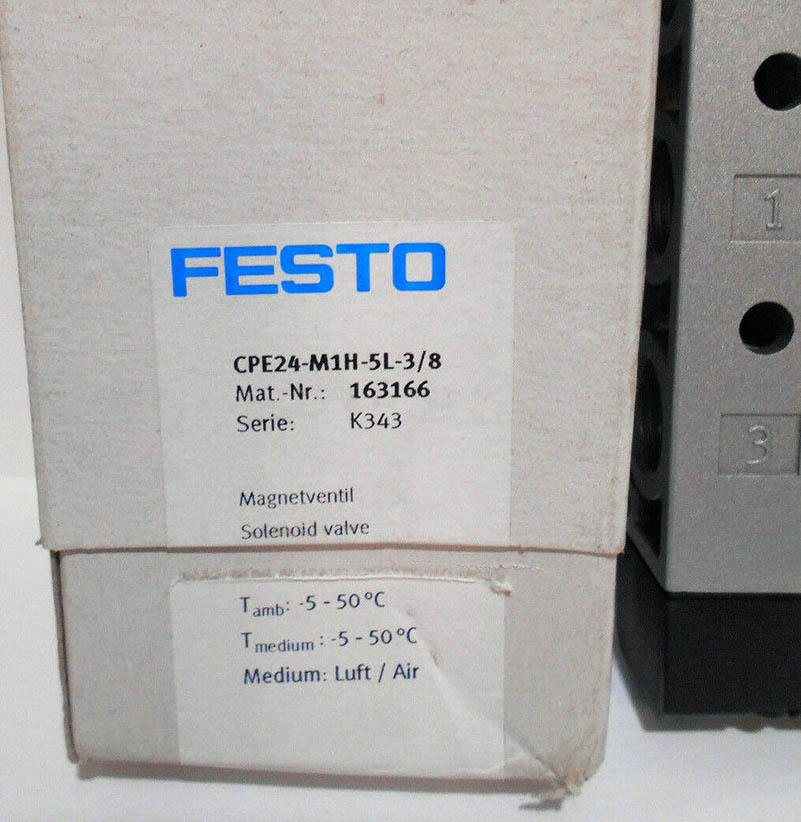 FESTO
CPE24-M1H-5L-3/8
Mat.-Nr.: 163166
Serie: K343
Magnetventil
Solenoid valve
Tamb: -5 - 50°C
Tmedium : -5 - 50°C
Medium: Luft / Air
1
3